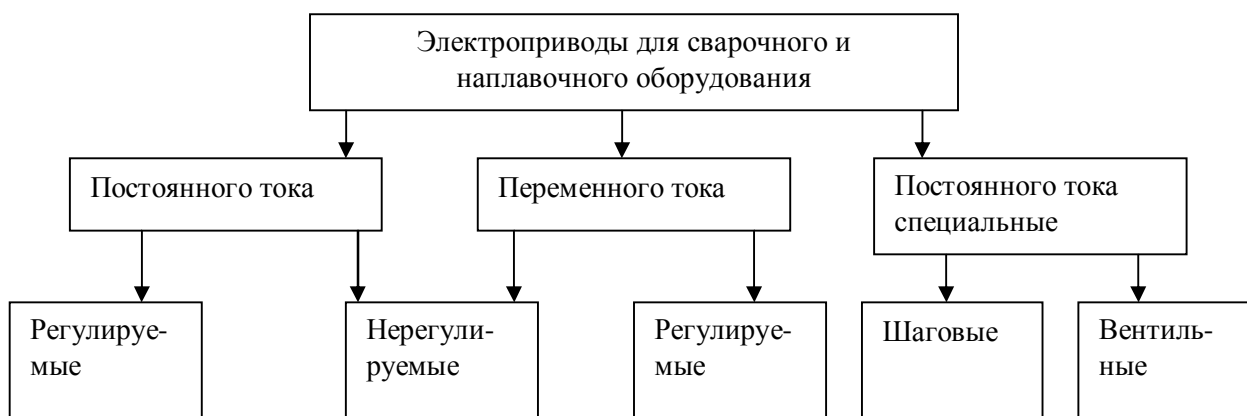 Электроприводы для сварочного и
наплавочного оборудования
Постоянного тока
Переменного тока
Постоянного тока
специальные
Регулируе-
мые
Нерегули-
руемые
Регулируе-
мые
Шаговые
Вентиль-
ные